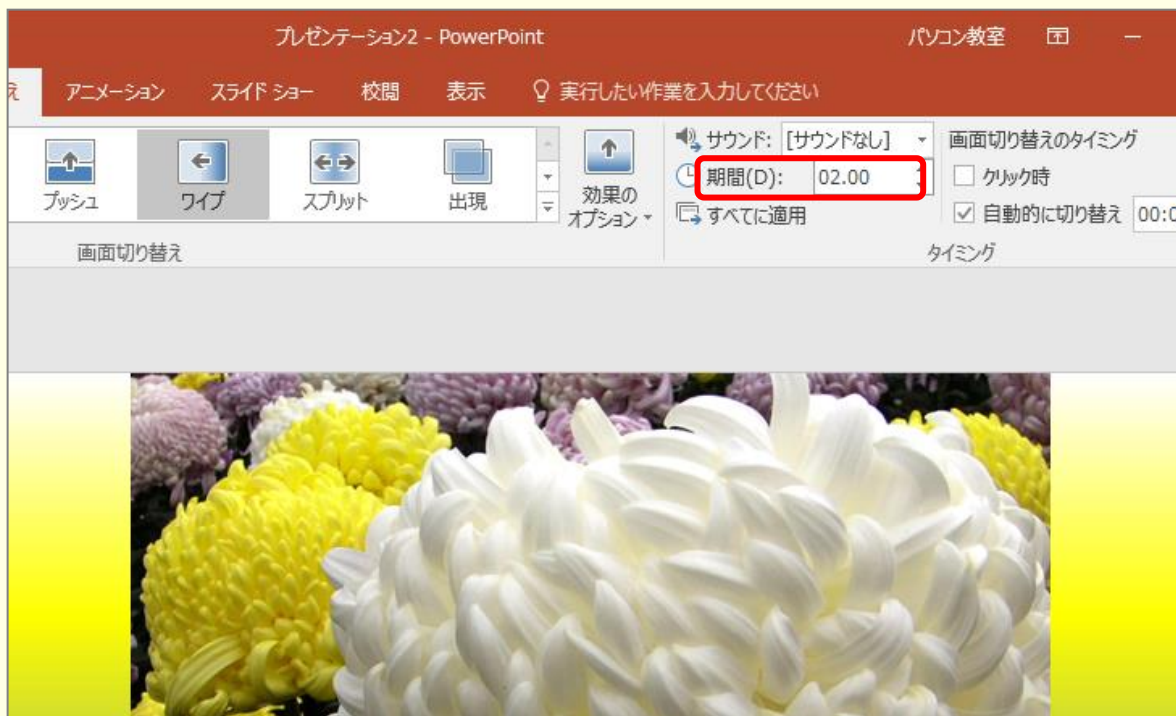 プレゼンテーション2 - PowerPoint パソコン教室
え アニメーション スライド ショー 校閲 表示 実行したい作業を入力してください
プッシュ ワイプ スプリット 出現 効果の オプション
サウンド: [サウンドなし]
期間(D): 02.00
すべてに適用
画面切り替えのタイミング
クリック時
自動的に切り替え 00:0
画面切り替え タイミング